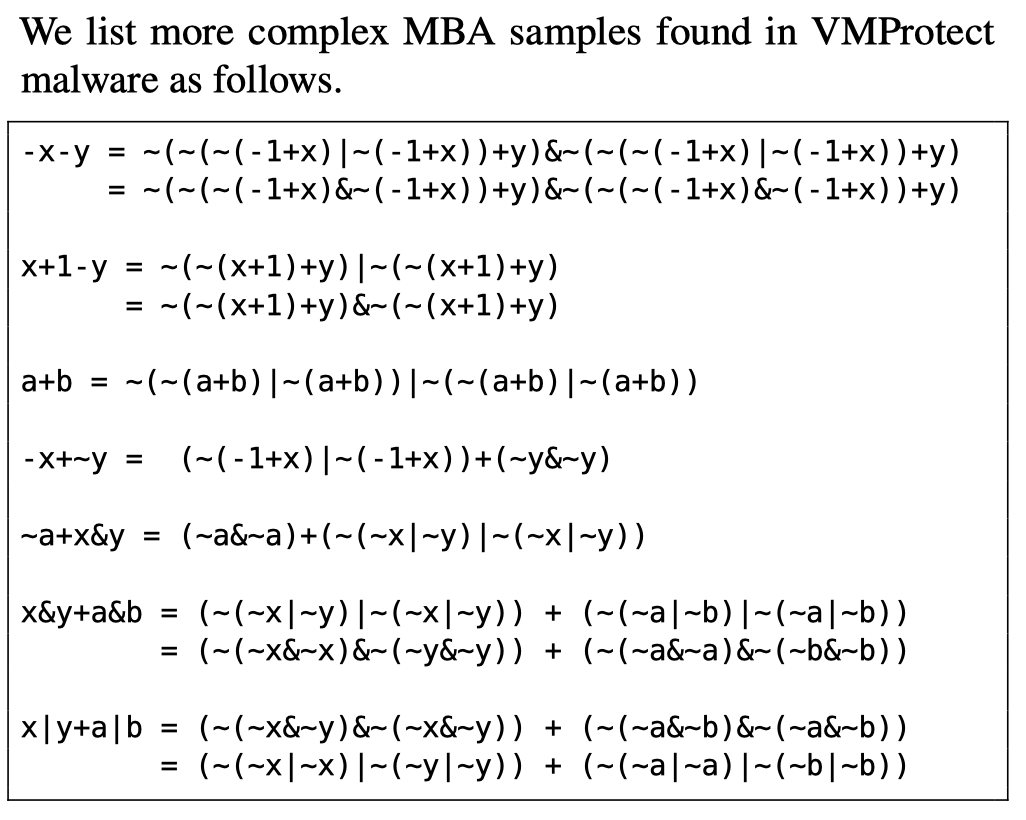 We list more complex MBA samples found in VMProtect
malware as follows.
-x-y = ~(~(~(-1+x)|~(-1+x))+y)&~(~(~(-1+x)|~(-1+x))+y)
= ~(~(~(-1+x)&~(-1+x))+y)&~(~(~(-1+x)&~(-1+x))+y)
x+1-y = ~(~(x+1)+y)|~(~(x+1)+y)
= ~(~(x+1)+y)&~(~(x+1)+y)
a+b = ~(~(a+b)|~(a+b))|~(~(a+b)|~(a+b))
-x+~y =  (~(-1+x)|~(-1+x))+(~y&~y)
~a+x&y = (~a&~a)+(~(~x|~y)|~(~x|~y))
x&y+a&b = (~(~x|~y)|~(~x|~y)) + (~(~a|~b)|~(~a|~b))
= (~(~x&~x)&~(~y&~y)) + (~(~a&~a)&~(~b&~b))
x|y+a|b = (~(~x&~y)&~(~x&~y)) + (~(~a&~b)&~(~a&~b))
= (~(~x|~x)|~(~y|~y)) + (~(~a|~a)|~(~b|~b))